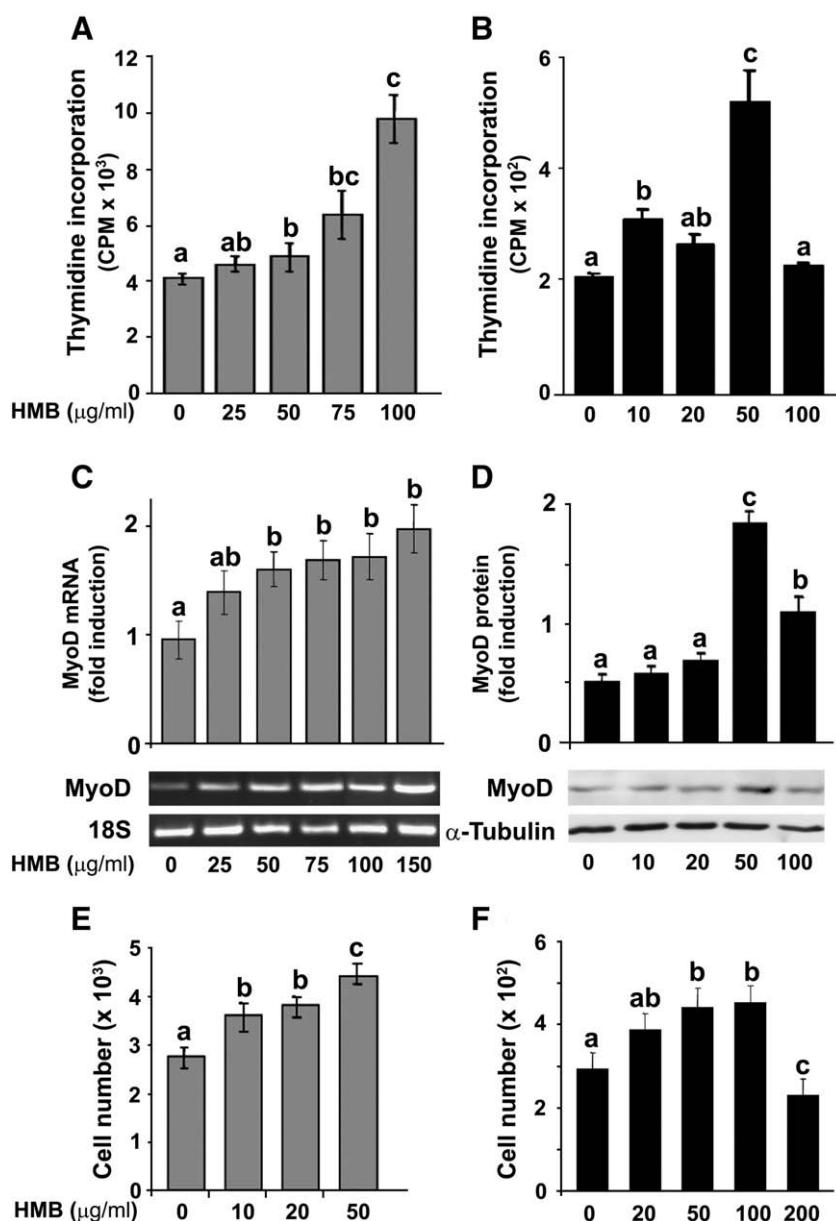 A
Thymidine incorporation
(CPM x 10³)
12
10
8
6
4
2
0
a
ab
b
bc
c
HMB (μg/ml)
0 25 50 75 100
B
Thymidine incorporation
(CPM x 10²)
6
4
2
0
a
b
ab
c
a
0 10 20 50 100
C
MyoD mRNA
(fold induction)
2
1
0
a
ab
b
b
b
b
MyoD
18S
HMB (μg/ml)
0 25 50 75 100 150
D
MyoD protein
(fold induction)
2
1
0
a
a
a
c
b
MyoD
α-Tubulin
0 10 20 50 100
E
Cell number (x 10³)
5
4
3
2
1
0
a
b
b
c
HMB (μg/ml)
0 10 20 50
F
Cell number (x 10²)
6
4
2
0
a
ab
b
b
c
0 20 50 100 200